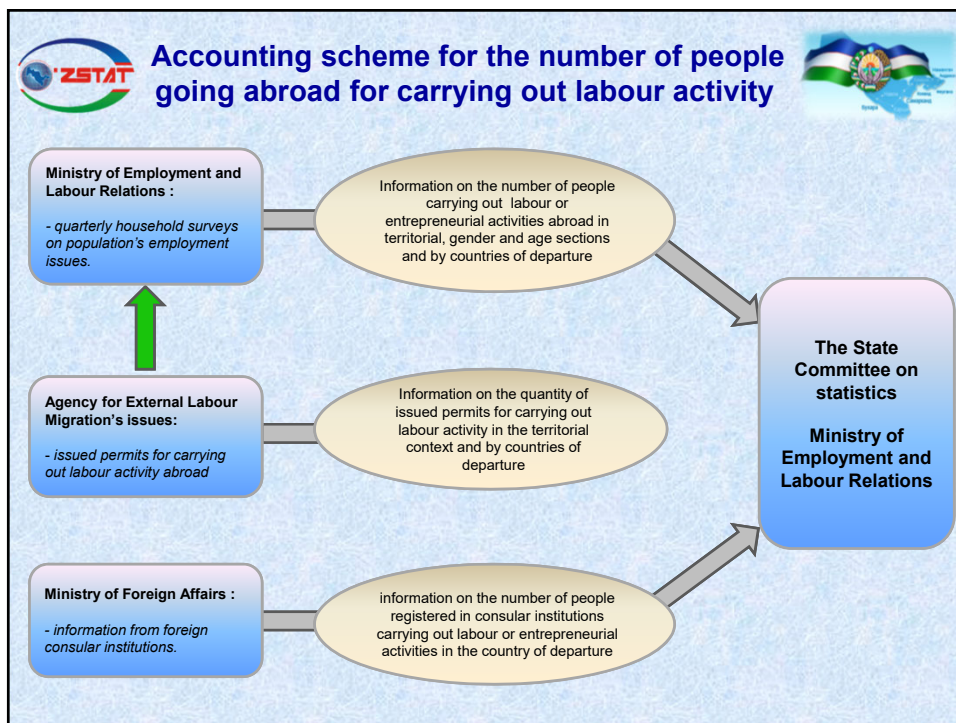 O'ZSTAT
Accounting scheme for the number of people
going abroad for carrying out labour activity
Ministry of Employment and
Labour Relations :
- quarterly household surveys
on population's employment
issues.
Information on the number of people
carrying out labour or
entrepreneurial activities abroad in
territorial, gender and age sections
and by countries of departure
The State
Committee on
statistics
Ministry of
Employment and
Labour Relations
Agency for External Labour
Migration's issues:
- issued permits for carrying
out labour activity abroad
Information on the quantity of
issued permits for carrying out
labour activity in the territorial
context and by countries of
departure
Ministry of Foreign Affairs :
- information from foreign
consular institutions.
information on the number of people
registered in consular institutions
carrying out labour or entrepreneurial
activities in the country of departure